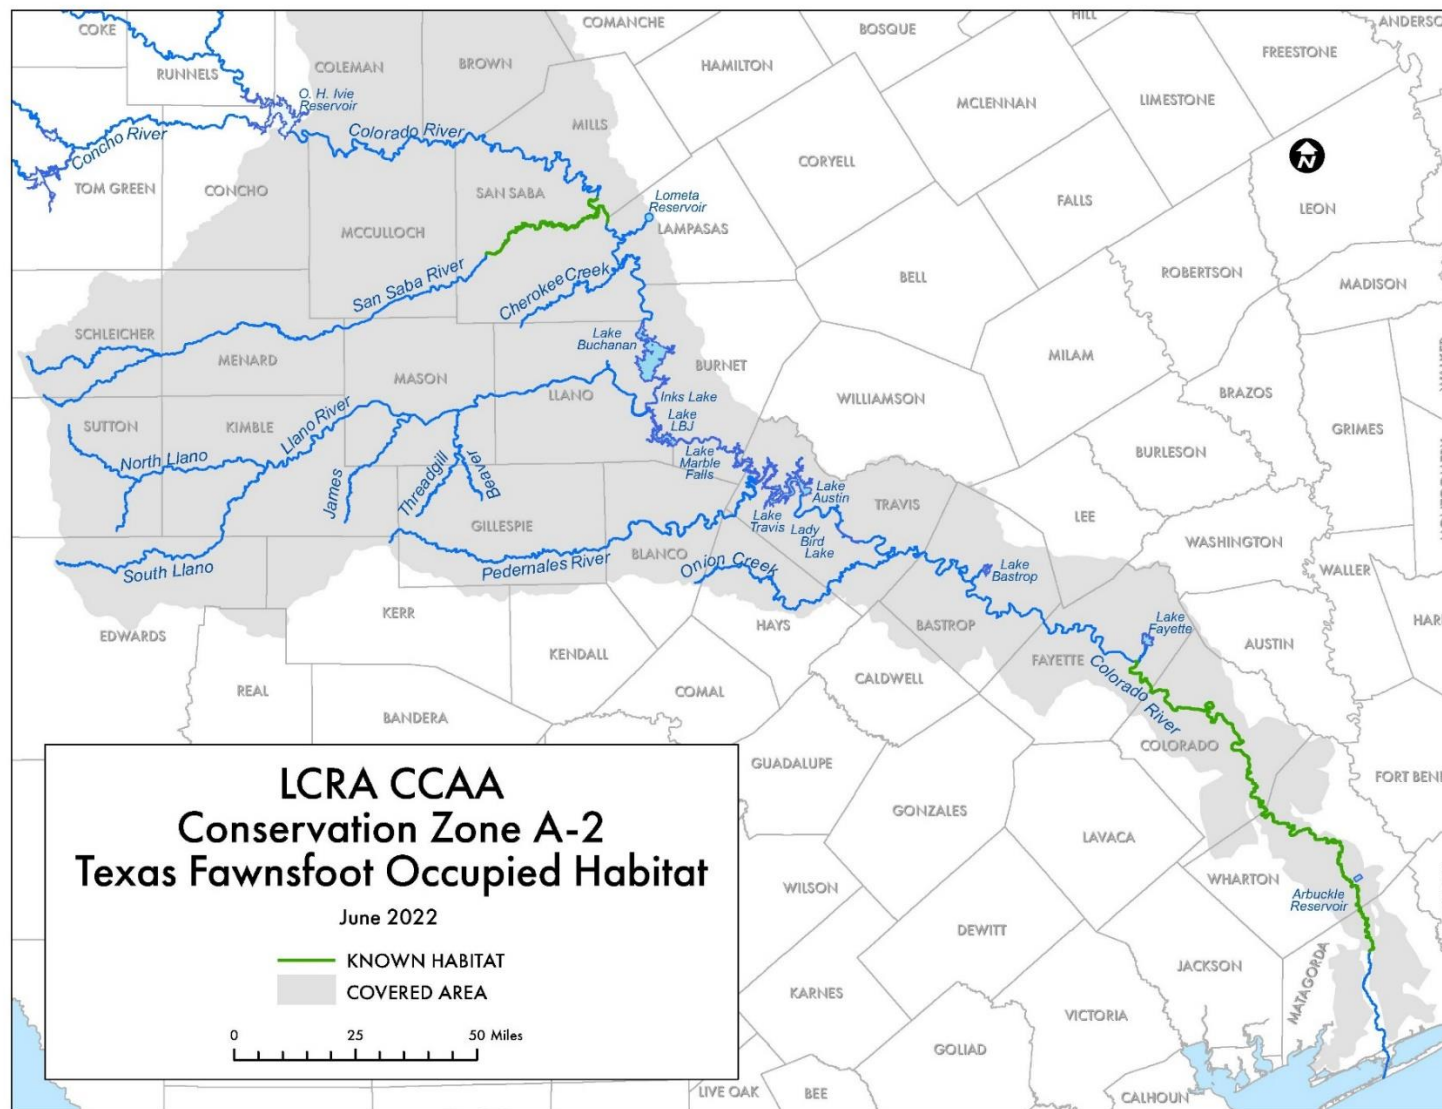 COKE
COMANCHE
BOSQUE
HILL
ANDERSO
RUNNELS
COLEMAN
BROWN
HAMILTON
FREESTONE
O. H. Ivie
Reservoir
MCLENNAN
LIMESTONE
Concho River
Colorado River
MILLS
CORYELL
N
TOM GREEN
CONCHO
SAN SABA
Lometa
Reservoir
FALLS
LEON
MCCULLOCH
LAMPASAS
San Saba River
Cherokee Creek
BELL
ROBERTSON
MADISON
SCHLEICHER
MENARD
Lake
Buchanan
BURNET
MILAM
MASON
LLANO
Inks Lake
WILLIAMSON
BRAZOS
SUTTON
KIMBLE
Llano River
Lake
LBJ
GRIMES
North Llano
Lake
Marble
Falls
BURLESON
James
Threadgill
Beaver
Lake
Austin
TRAVIS
LEE
GILLESPIE
Lake
Travis
Lady
Bird
Lake
WASHINGTON
South Llano
Pedernales River
BLANCO
Onion Creek
Lake
Bastrop
WALLER
EDWARDS
KERR
HAYS
BASTROP
Lake
Fayette
AUSTIN
HAR
KENDALL
FAYETTE
REAL
COMAL
CALDWELL
Colorado River
BANDERA
COLORADO
GUADALUPE
FORT BEN
GONZALES
LAVACA
WILSON
WHARTON
Arbuckle
Reservoir
DEWITT
JACKSON
MATAGORDA
KARNES
VICTORIA
GOLIAD
LIVE OAK
BEE
CALHOUN
LCRA CCAA
Conservation Zone A-2
Texas Fawnsfoot Occupied Habitat
June 2022
KNOWN HABITAT
COVERED AREA
0 25 50 Miles